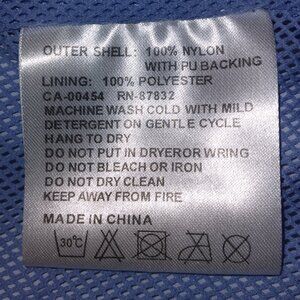 OUTER SHELL: 100% NYLON
WITH PU BACKING
LINING: 100% POLYESTER
CA-00454 RN-87832
MACHINE WASH COLD WITH MILD
DETERGENT ON GENTLE CYCLE
HANG TO DRY
DO NOT PUT IN DRYEROR WRING
DO NOT BLEACH OR IRON
DO NOT DRY CLEAN
KEEP AWAY FROM FIRE
MADE IN CHINA
30°C